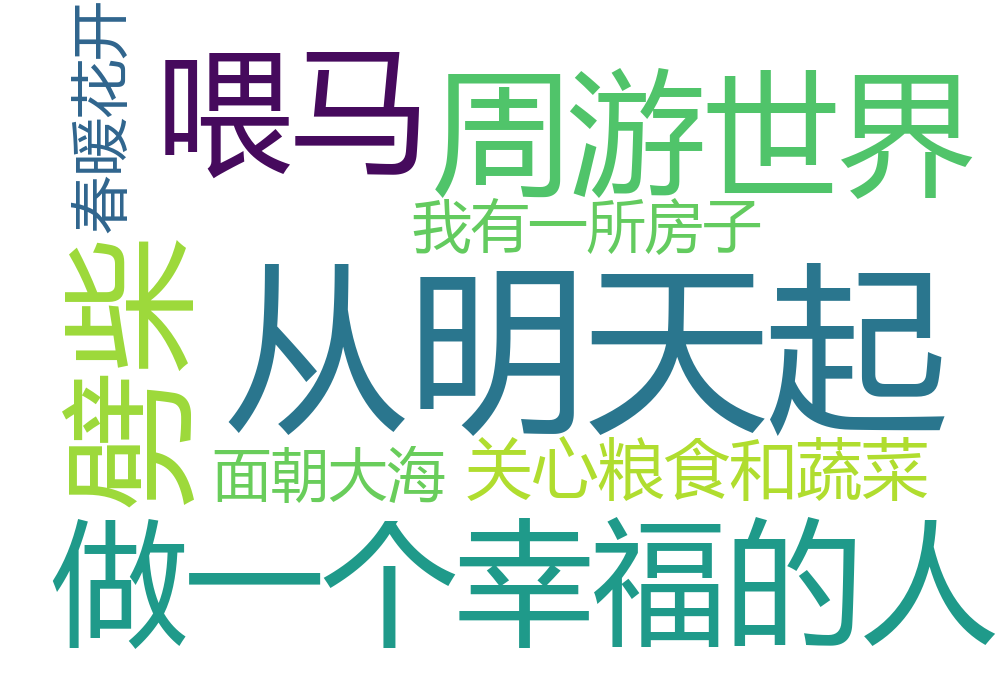 春暖花开
喂马
周游世界
我有一所房子
劈柴
从明天起
面朝大海
关心粮食和蔬菜
做一个幸福的人